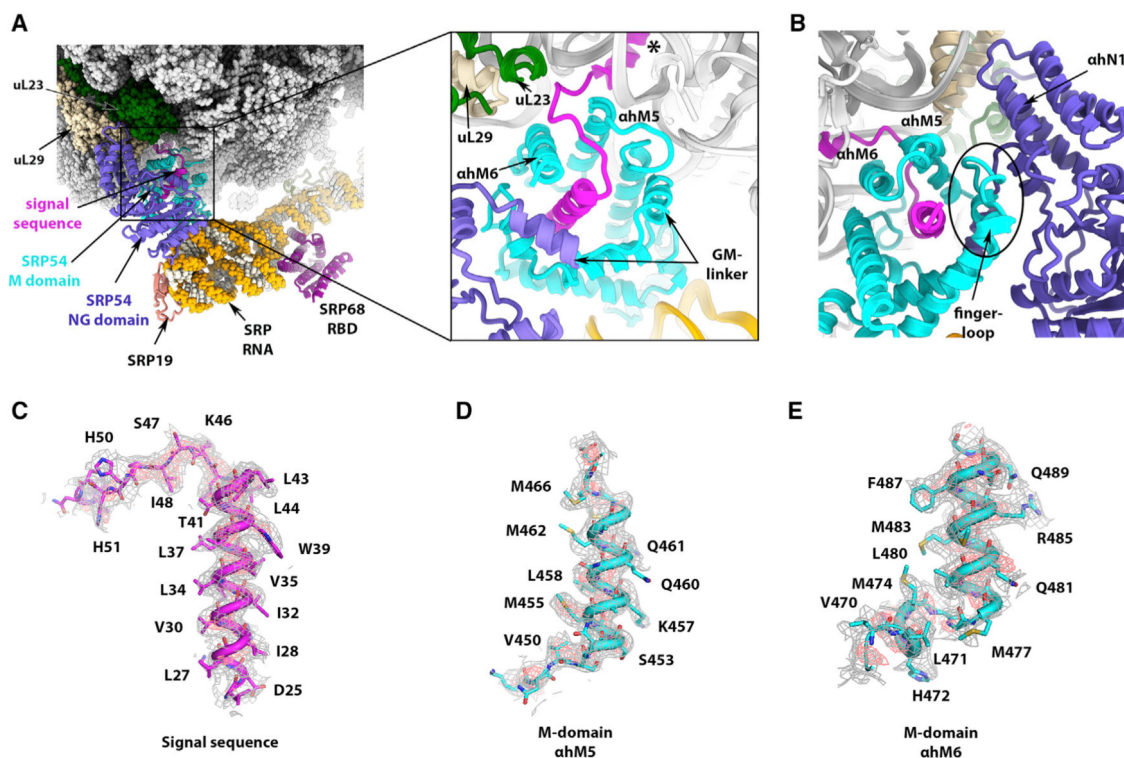 A
uL23
uL29
signal
sequence
SRP54
M domain
SRP54
NG domain
SRP19
SRP
RNA
SRP68
RBD
*
uL23
uL29
αhM5
αhM6
GM-
linker
B
αhN1
αhM5
αhM6
finger-
loop
C
S47
K46
H50
L43
I48
L44
T41
H51
W39
L37
V35
L34
I32
V30
I28
L27
D25
Signal sequence
D
M466
M462
Q461
L458
Q460
M455
K457
V450
S453
M-domain
αhM5
E
Q489
F487
M483
R485
L480
M474
Q481
V470
M477
L471
H472
M-domain
αhM6